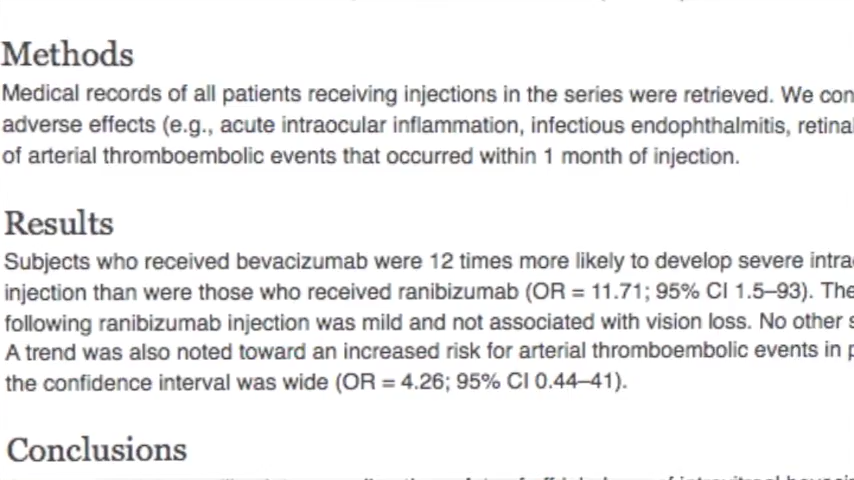 Methods
Medical records of all patients receiving injections in the series were retrieved. We con
adverse effects (e.g., acute intraocular inflammation, infectious endophthalmitis, retinal
of arterial thromboembolic events that occurred within 1 month of injection.
Results
Subjects who received bevacizumab were 12 times more likely to develop severe intra
injection than were those who received ranibizumab (OR = 11.71; 95% CI 1.5–93). The
following ranibizumab injection was mild and not associated with vision loss. No other s
A trend was also noted toward an increased risk for arterial thromboembolic events in p
the confidence interval was wide (OR = 4.26; 95% CI 0.44–41).
Conclusions